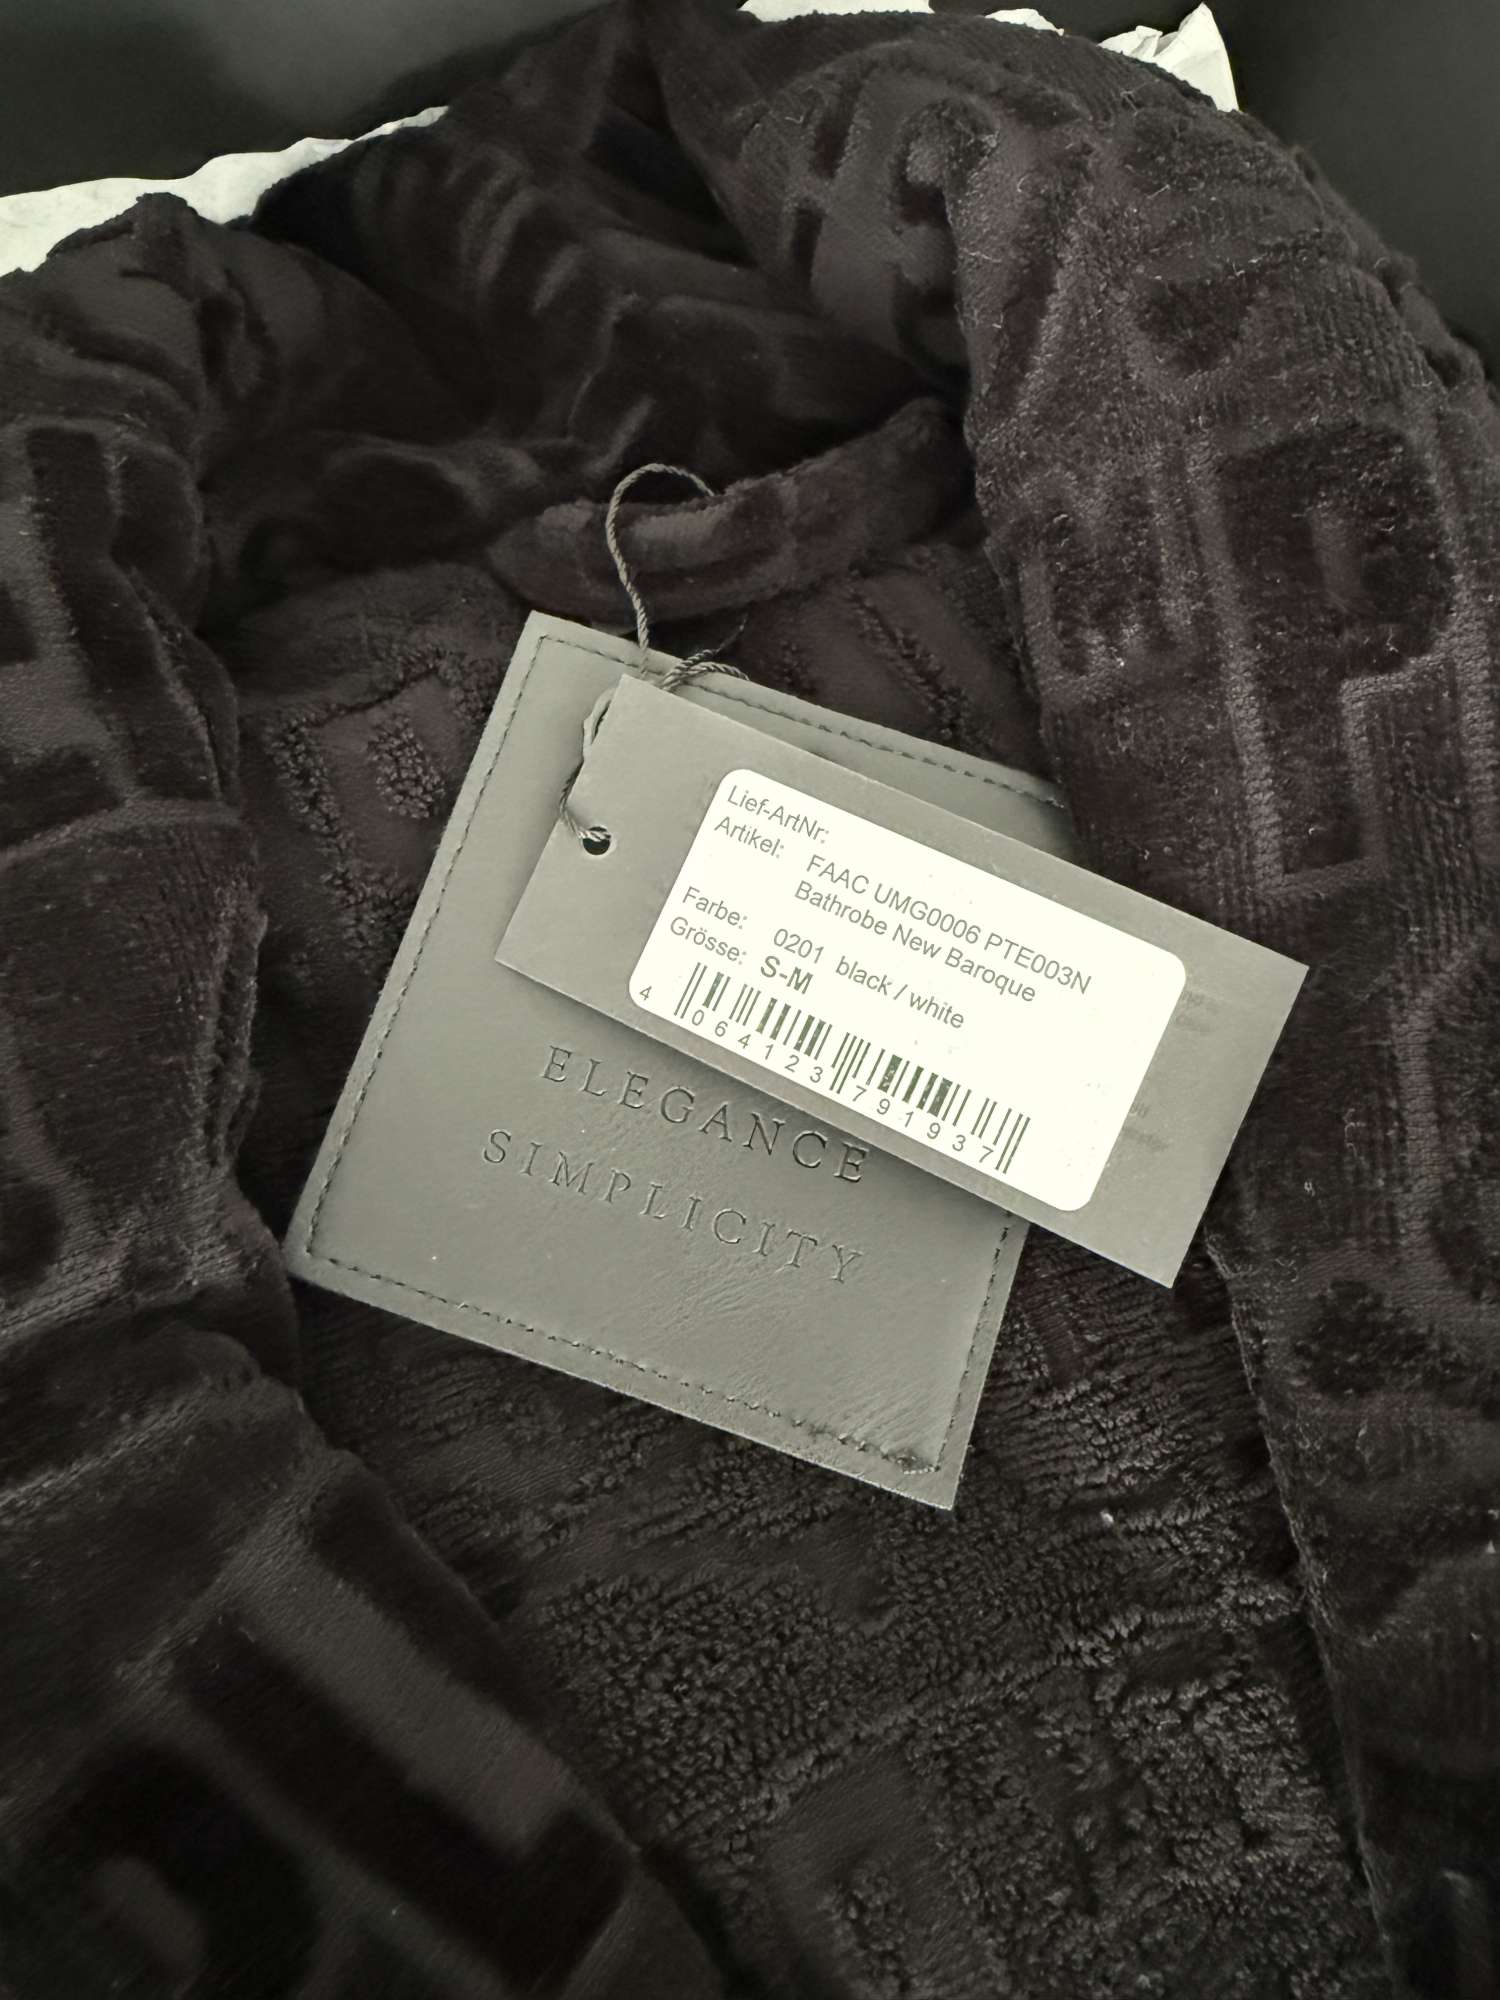 Lief-ArtNr:
Artikel: FAAC UMG0006 PTE003N
Bathrobe New Baroque
Farbe: 0201 black / white
Grösse: S-M
4 064123 791937
ELEGANCE
SIMPLICITY